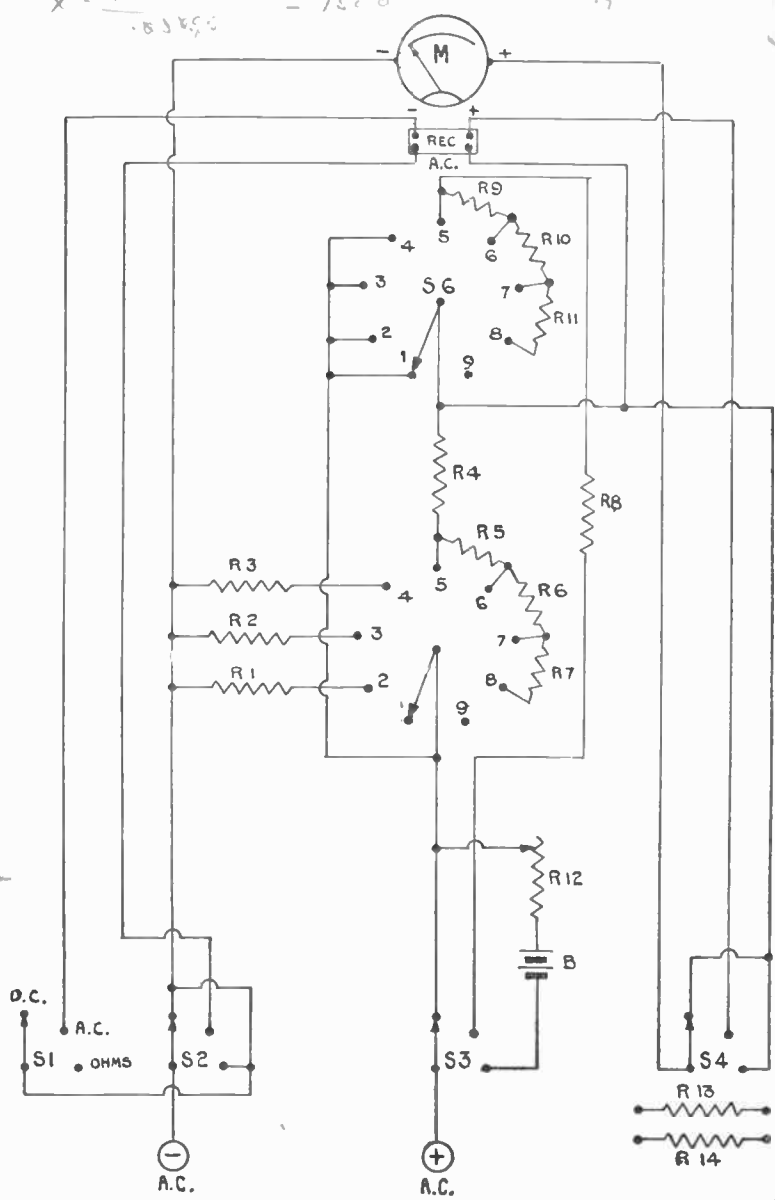 - M +
- +
REC
A.C.
R9
5
4
6
R10
3
S6
7
2
8
R11
1
9
R4
R8
R5
R3
5
4
6
R6
R2
3
7
R1
2
8
R7
1
9
R12
B
D.C.
A.C.
S1
OHMS
S2
S3
S4
R13
R14
−
+
A.C.
A.C.